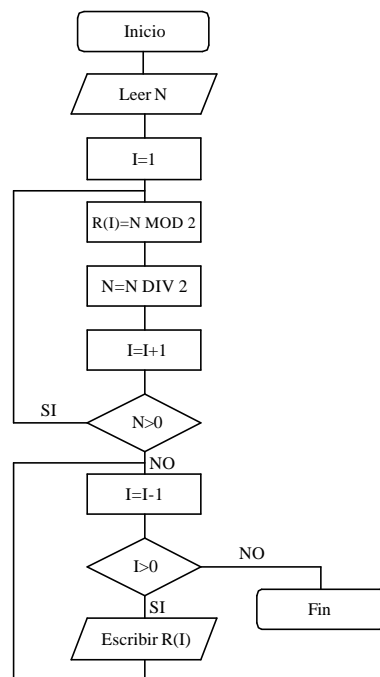 Inicio
Leer N
I=1
R(I)=N MOD 2
N=N DIV 2
I=I+1
SI
N>0
NO
I=I-1
NO
I>0
SI
Fin
Escribir R(I)